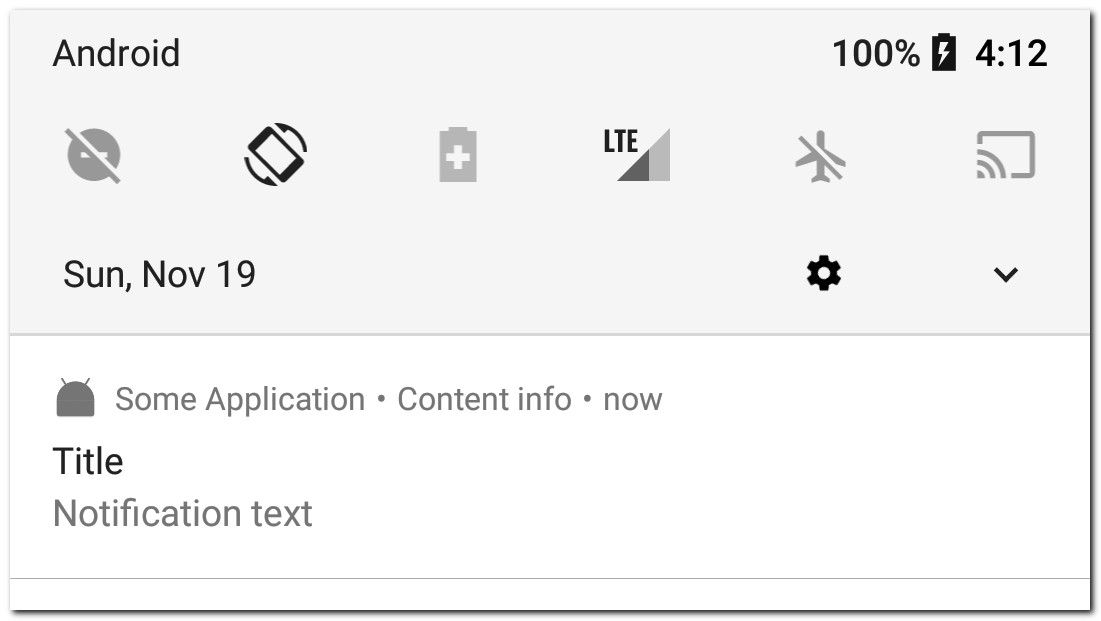 Android 100% 4:12
LTE
Sun, Nov 19
Some Application • Content info • now
Title
Notification text